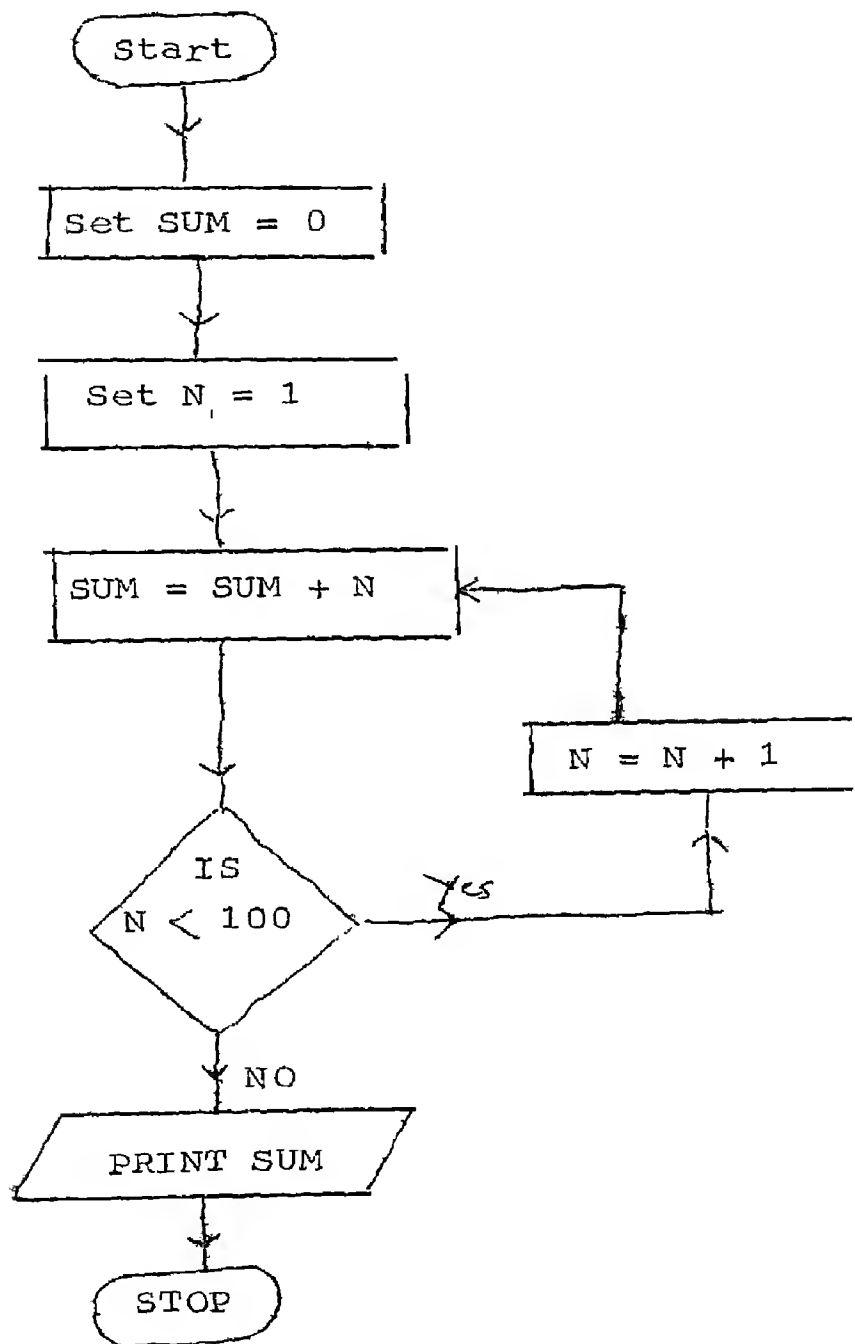 Start
Set SUM = 0
Set N = 1
SUM = SUM + N
N = N + 1
IS
N < 100
Yes
NO
PRINT SUM
STOP